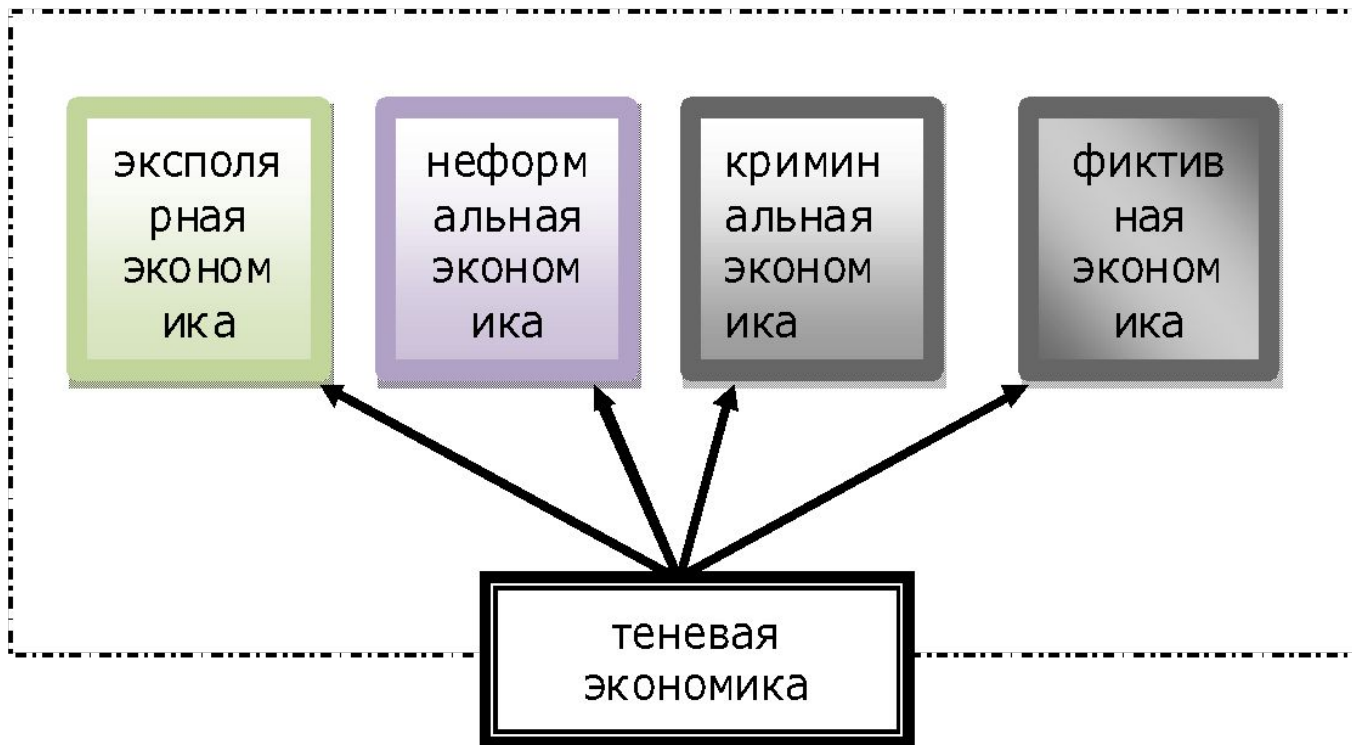 эксполя
рная
эконом
ика
неформ
альная
эконом
ика
кримин
альная
эконом
ика
фиктив
ная
эконом
ика
теневая
экономика